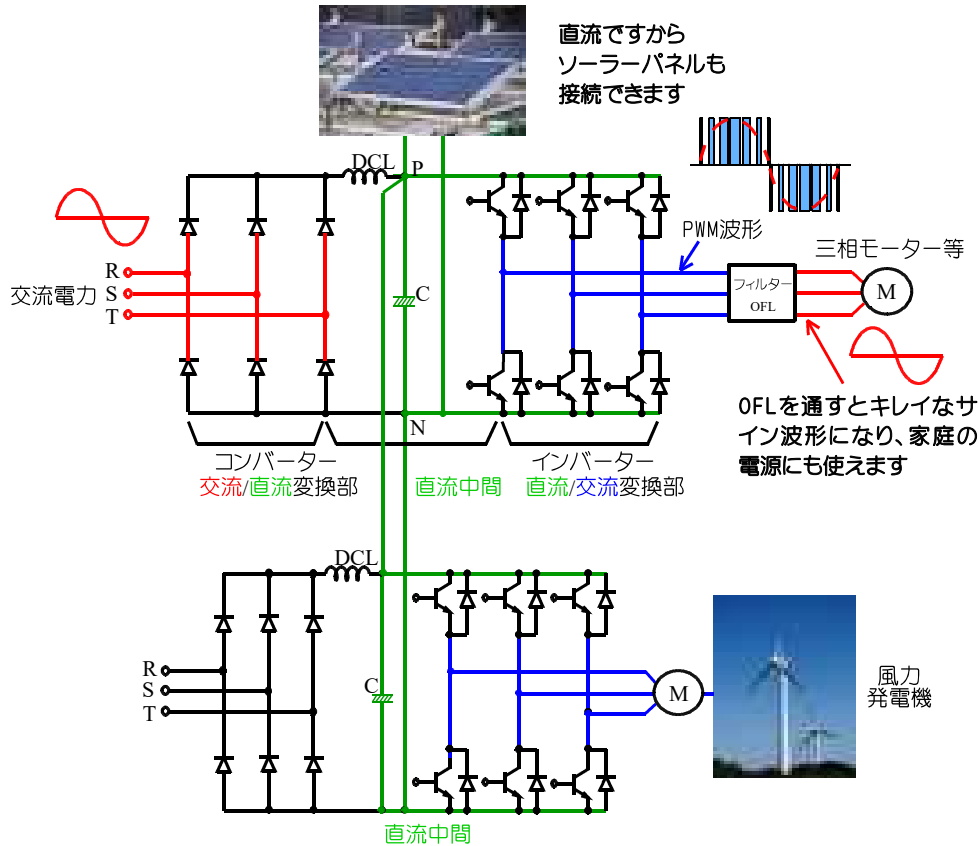 直流ですから
ソーラーパネルも
接続できます
DCL
P
PWM波形
三相モーター等
R
交流電力
S
T
C
フィルター
OFL
M
OFLを通すとキレイなサ
イン波形になり、家庭の
電源にも使えます
N
コンバーター
交流/直流変換部
直流中間
インバーター
直流/交流変換部
DCL
R
S
T
C
M
風力
発電機
直流中間